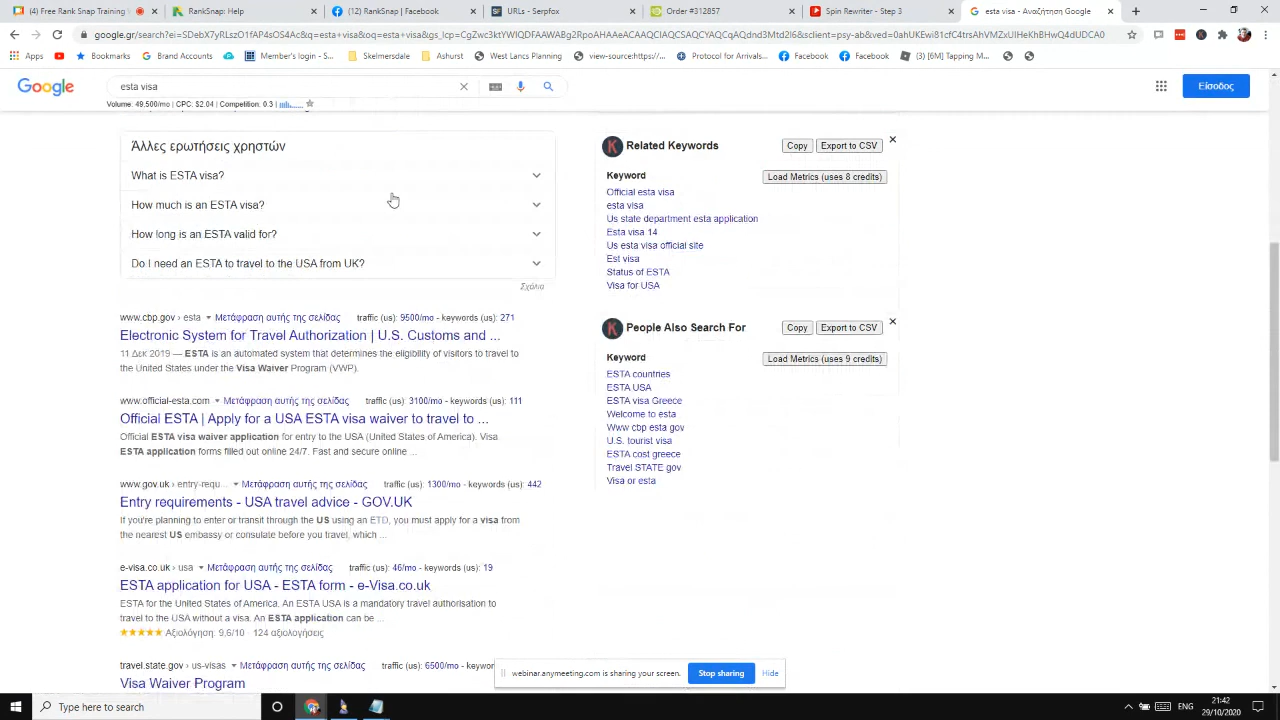 (4) Free Rank Snap Training
RankSnap: Help
(12) RankSnap | Facebook
URLs - Serpfox
Order #312857
Spin Rewriter - Step 3
esta visa - Αναζήτηση Google
Apps
Bookmarks
Brand Accounts
Member's login - S...
Skelmersdale
Ashurst
West Lancs Planning
view-source:https://...
Protocol for Arrivals...
Facebook
Facebook
(3) [6M] Tapping M...
Google
esta visa
Είσοδος
Volume: 49,500/mo | CPC: $2.04 | Competition: 0.3
Άλλες ερωτήσεις χρηστών
What is ESTA visa?
How much is an ESTA visa?
How long is an ESTA valid for?
Do I need an ESTA to travel to the USA from UK?
Σχόλια
www.cbp.gov › esta Μετάφραση αυτής της σελίδας traffic (us): 9500/mo - keywords (us): 271
Electronic System for Travel Authorization | U.S. Customs and ...
11 Δεκ 2019 — ESTA is an automated system that determines the eligibility of visitors to travel to
the United States under the Visa Waiver Program (VWP).
www.official-esta.com Μετάφραση αυτής της σελίδας traffic (us): 3100/mo - keywords (us): 111
Official ESTA | Apply for a USA ESTA visa waiver to travel to ...
Official ESTA visa waiver application for entry to the USA (United States of America). Visa
ESTA application forms filled out online 24/7. Fast and secure online ...
www.gov.uk › entry-requ... Μετάφραση αυτής της σελίδας traffic (us): 1300/mo - keywords (us): 442
Entry requirements - USA travel advice - GOV.UK
If you're planning to enter or transit through the US using an ETD, you must apply for a visa from
the nearest US embassy or consulate before you travel, which ...
e-visa.co.uk › usa Μετάφραση αυτής της σελίδας traffic (us): 46/mo - keywords (us): 19
ESTA application for USA - ESTA form - e-Visa.co.uk
ESTA for the United States of America. An ESTA USA is a mandatory travel authorisation to
travel to the USA without a visa. An ESTA application can be ...
Αξιολόγηση: 9,6/10 · 124 αξιολογήσεις
travel.state.gov › us-visas Μετάφραση αυτής της σελίδας traffic (us): 6500/mo - keywor
Visa Waiver Program
Related Keywords
Copy
Export to CSV
Keyword
Load Metrics (uses 8 credits)
Official esta visa
esta visa
Us state department esta application
Esta visa 14
Us esta visa official site
Est visa
Status of ESTA
Visa for USA
People Also Search For
Copy
Export to CSV
Keyword
Load Metrics (uses 9 credits)
ESTA countries
ESTA USA
ESTA visa Greece
Welcome to esta
Www cbp esta gov
U.S. tourist visa
ESTA cost greece
Travel STATE gov
Visa or esta
webinar.anymeeting.com is sharing your screen.
Stop sharing
Hide
Type here to search
ENG
21:42
29/10/2020